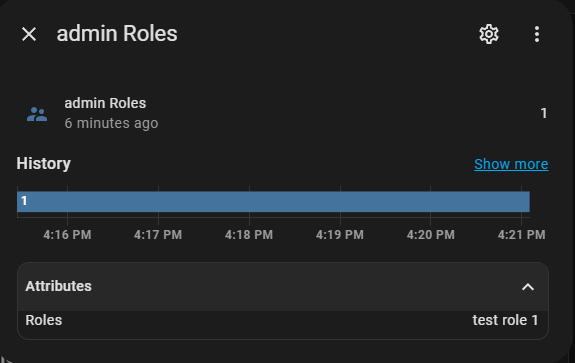 admin Roles
admin Roles
1
6 minutes ago
History
Show more
1
4:16 PM
4:17 PM
4:18 PM
4:19 PM
4:20 PM
4:21 PM
Attributes
Roles
test role 1